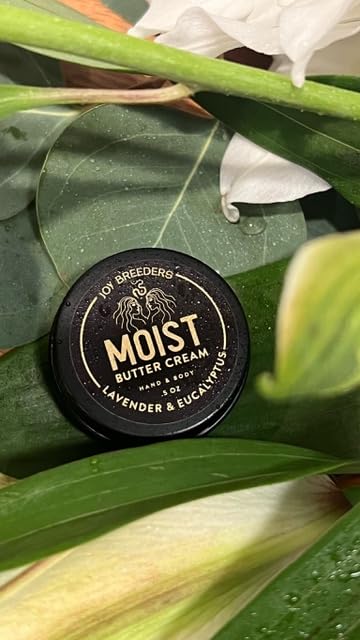 JOY BREEDERS
MOIST
BUTTER CREAM
HAND & BODY
.5 OZ
LAVENDER & EUCALYPTUS